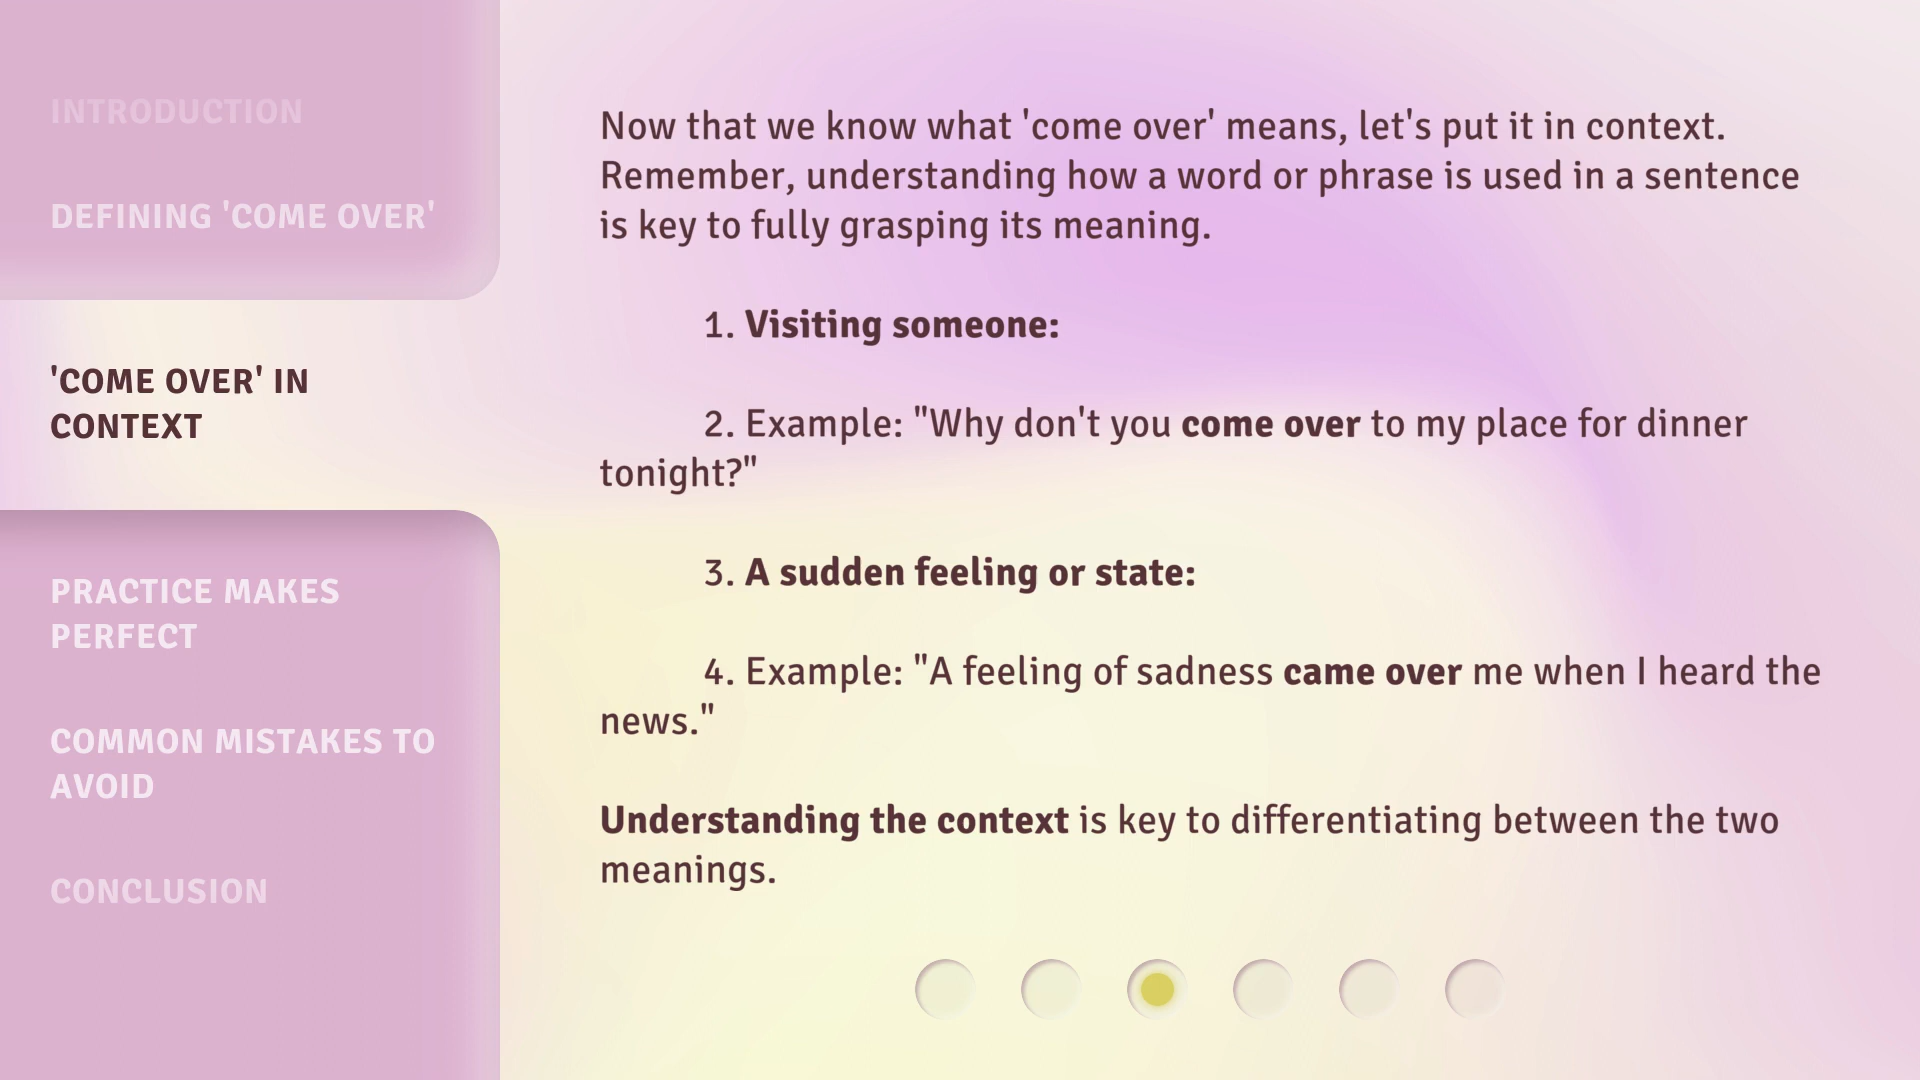 INTRODUCTION
DEFINING 'COME OVER'
'COME OVER' IN
CONTEXT
PRACTICE MAKES
PERFECT
COMMON MISTAKES TO
AVOID
CONCLUSION
Now that we know what 'come over' means, let's put it in context.
Remember, understanding how a word or phrase is used in a sentence
is key to fully grasping its meaning.
1. Visiting someone:
2. Example: "Why don't you come over to my place for dinner
tonight?"
3. A sudden feeling or state:
4. Example: "A feeling of sadness came over me when I heard the
news."
Understanding the context is key to differentiating between the two
meanings.